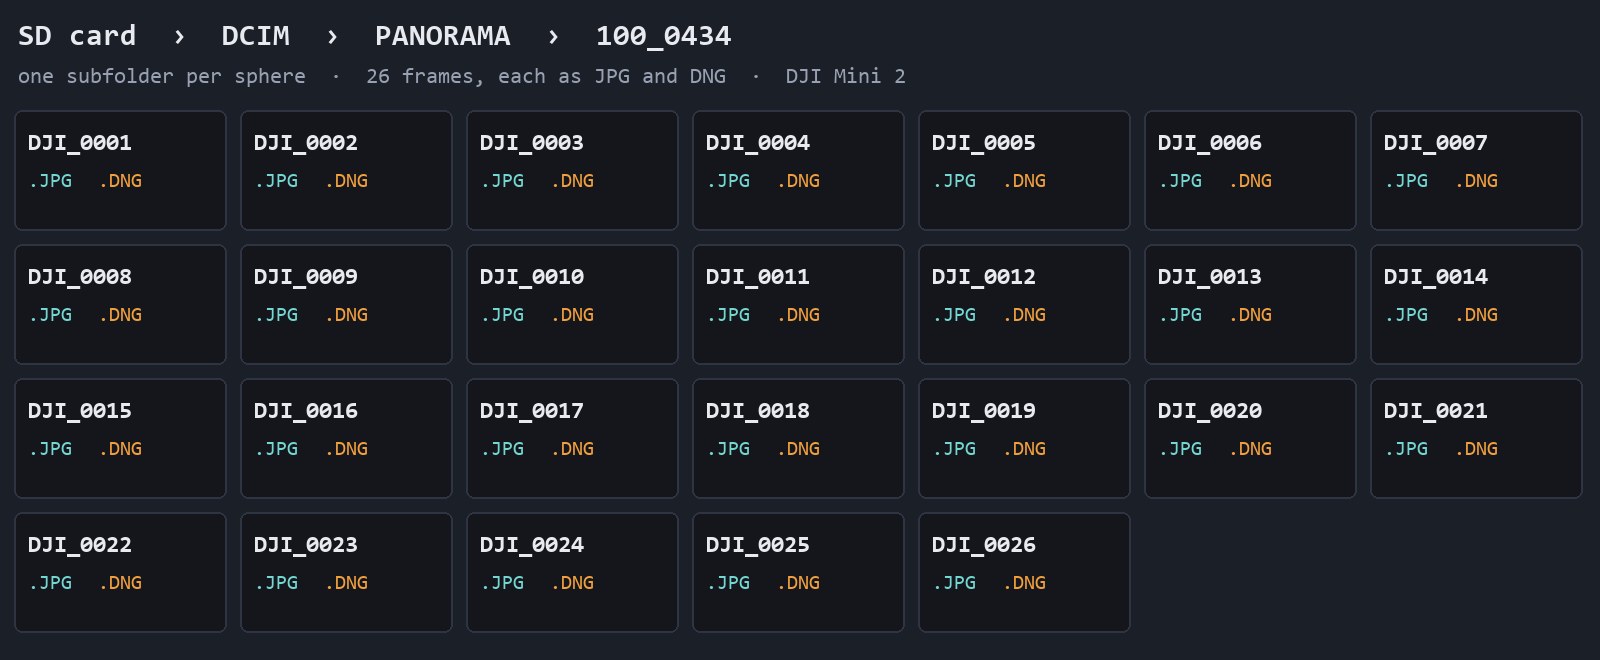 SD card › DCIM › PANORAMA › 100_0434
one subfolder per sphere · 26 frames, each as JPG and DNG · DJI Mini 2
DJI_0001 DJI_0002 DJI_0003 DJI_0004 DJI_0005 DJI_0006 DJI_0007
.JPG .DNG .JPG .DNG .JPG .DNG .JPG .DNG .JPG .DNG .JPG .DNG .JPG .DNG
DJI_0008 DJI_0009 DJI_0010 DJI_0011 DJI_0012 DJI_0013 DJI_0014
.JPG .DNG .JPG .DNG .JPG .DNG .JPG .DNG .JPG .DNG .JPG .DNG .JPG .DNG
DJI_0015 DJI_0016 DJI_0017 DJI_0018 DJI_0019 DJI_0020 DJI_0021
.JPG .DNG .JPG .DNG .JPG .DNG .JPG .DNG .JPG .DNG .JPG .DNG .JPG .DNG
DJI_0022 DJI_0023 DJI_0024 DJI_0025 DJI_0026
.JPG .DNG .JPG .DNG .JPG .DNG .JPG .DNG .JPG .DNG